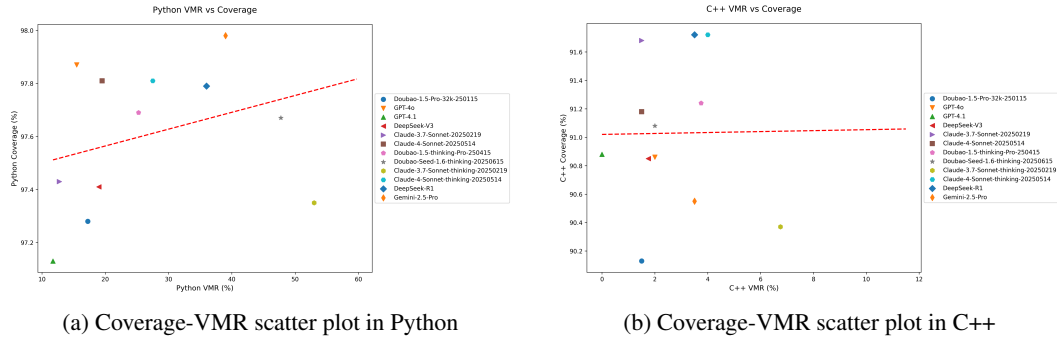 Python VMR vs Coverage
98.0
97.8
97.6
97.4
97.2
Python Coverage (%)
10 20 30 40 50 60
Python VMR (%)
Doubao-1.5-Pro-32k-250115
GPT-4o
GPT-4.1
DeepSeek-V3
Claude-3.7-Sonnet-20250219
Claude-4-Sonnet-20250514
Doubao-1.5-thinking-Pro-250415
Doubao-Seed-1.6-thinking-20250615
Claude-3.7-Sonnet-thinking-20250219
Claude-4-Sonnet-thinking-20250514
DeepSeek-R1
Gemini-2.5-Pro
(a) Coverage-VMR scatter plot in Python
C++ VMR vs Coverage
91.6
91.4
91.2
91.0
90.8
90.6
90.4
90.2
C++ Coverage (%)
0 2 4 6 8 10 12
C++ VMR (%)
Doubao-1.5-Pro-32k-250115
GPT-4o
GPT-4.1
DeepSeek-V3
Claude-3.7-Sonnet-20250219
Claude-4-Sonnet-20250514
Doubao-1.5-thinking-Pro-250415
Doubao-Seed-1.6-thinking-20250615
Claude-3.7-Sonnet-thinking-20250219
Claude-4-Sonnet-thinking-20250514
DeepSeek-R1
Gemini-2.5-Pro
(b) Coverage-VMR scatter plot in C++